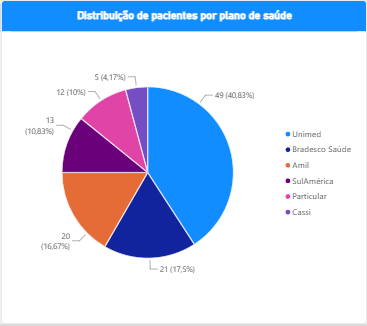 Distribuição de pacientes por plano de saúde
5 (4,17%)
12 (10%)
49 (40,83%)
13
(10,83%)
20
(16,67%)
21 (17,5%)
Unimed
Bradesco Saúde
Amil
SulAmérica
Particular
Cassi